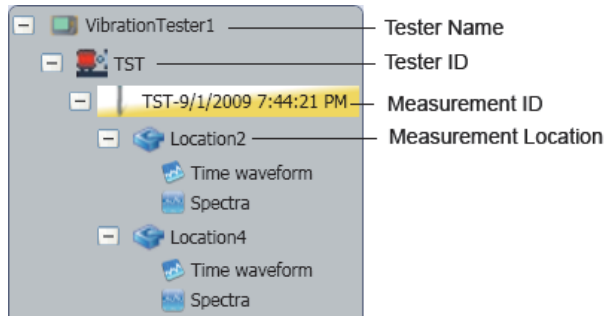 VibrationTester1 Tester Name
TST Tester ID
TST-9/1/2009 7:44:21 PM Measurement ID
Location2 Measurement Location
Time waveform
Spectra
Location4
Time waveform
Spectra